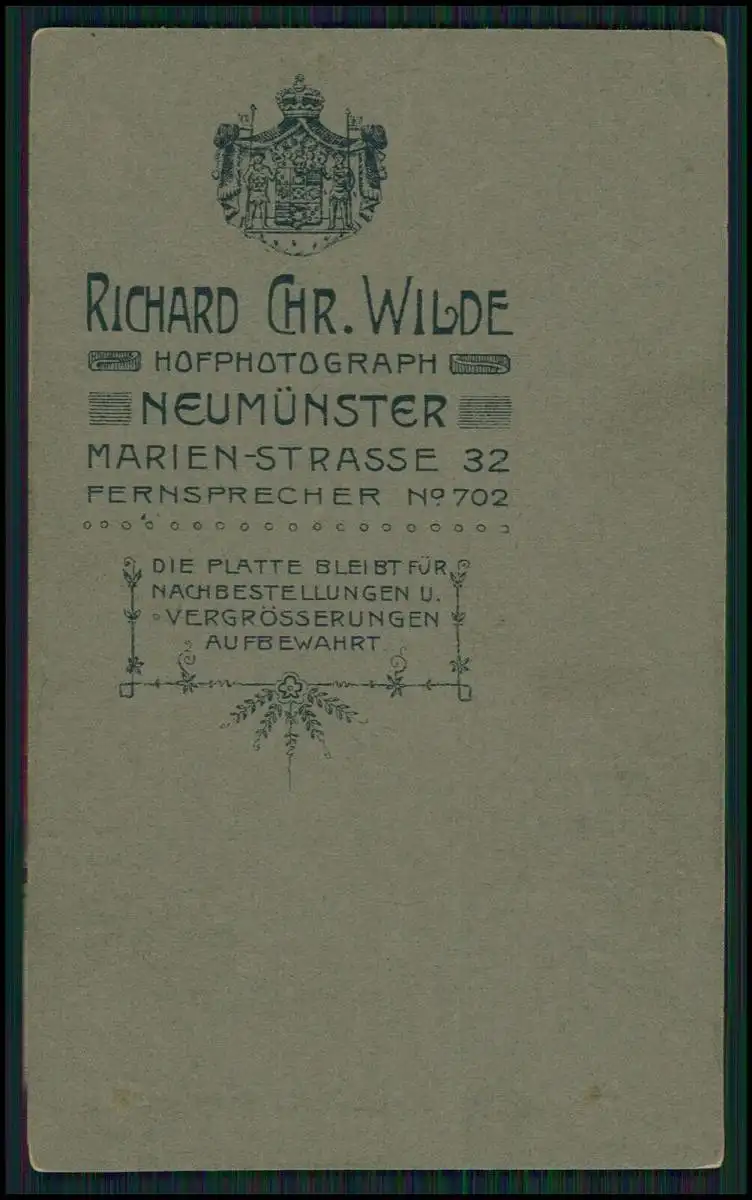 RICHARD CHR. WILDE
HOFPHOTOGRAPH
NEUMÜNSTER
MARIEN-STRASSE 32
FERNSPRECHER No 702
DIE PLATTE BLEIBT FÜR
NACHBESTELLUNGEN U.
VERGRÖSSERUNGEN
AUFBEWAHRT